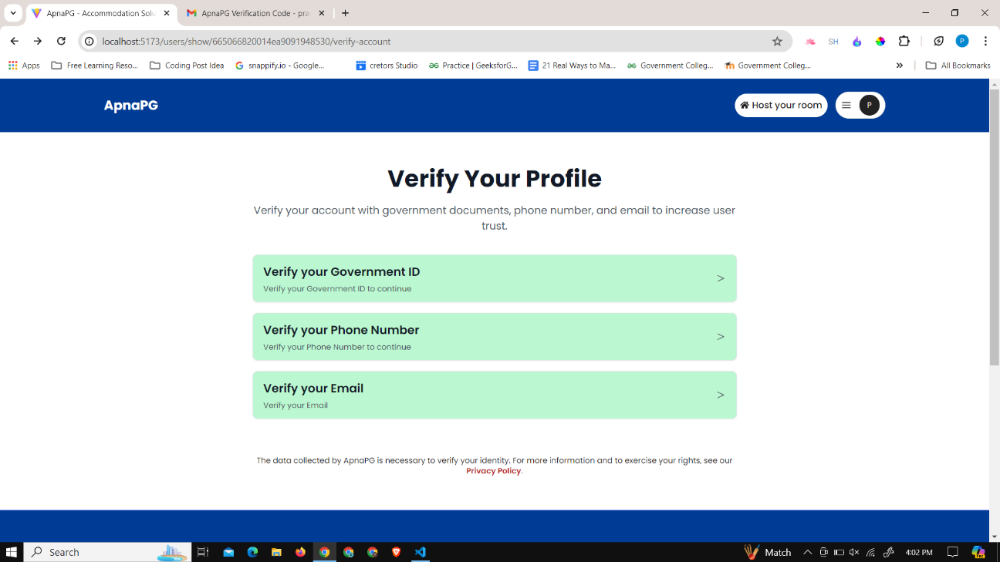 ApnaPG - Accommodation Solu
ApnaPG Verification Code - pra
localhost:5173/users/show/665066820014ea9091948530/verify-account
SH
P
Apps
Free Learning Reso...
Coding Post Idea
snappify.io - Google...
cretors Studio
Practice | GeeksforG...
21 Real Ways to Ma...
Government Colleg...
Government Colleg...
All Bookmarks
ApnaPG
Host your room
P
Verify Your Profile
Verify your account with government documents, phone number, and email to increase user
trust.
Verify your Government ID
Verify your Government ID to continue
>
Verify your Phone Number
Verify your Phone Number to continue
>
Verify your Email
Verify your Email
>
The data collected by ApnaPG is necessary to verify your identity. For more information and to exercise your rights, see our
Privacy Policy.
Search
Match
4:02 PM